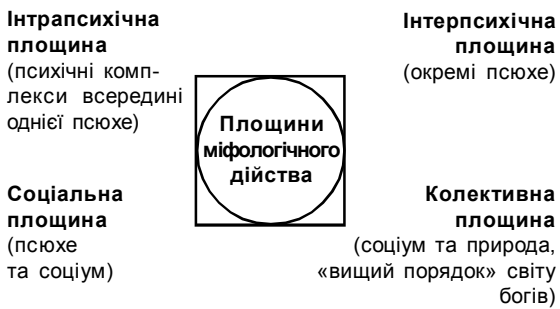 Інтрапсихічна
площина
(психічні комп-
лекси всередині
однієї псюхе)
Інтерпсихічна
площина
(окремі псюхе)
Площини
міфологічного
дійства
Соціальна
площина
(псюхе
та соціум)
Колективна
площина
(соціум та природа,
«вищий порядок» світу
богів)